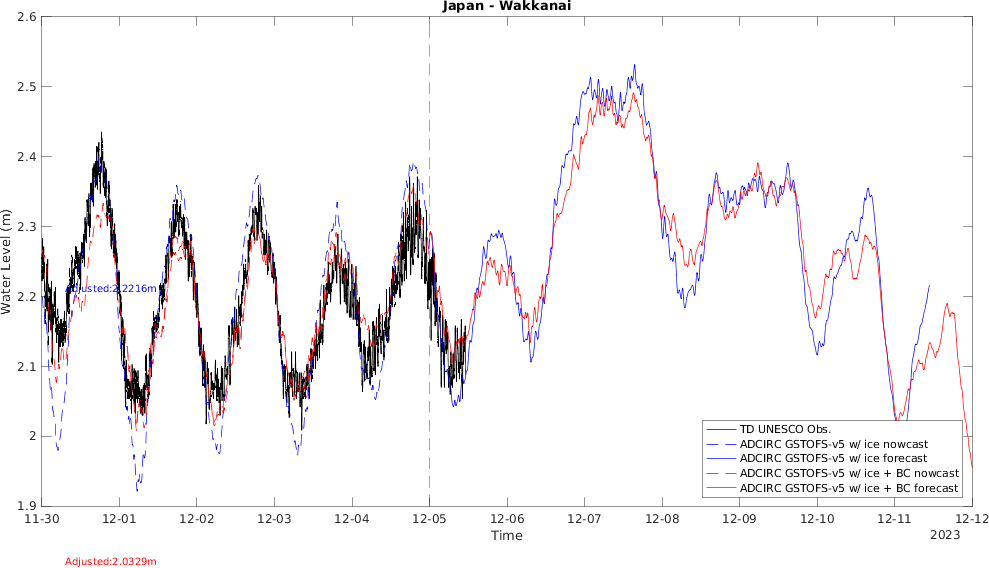 Japan - Wakkanai
2.6
2.5
2.4
2.3
2.2
2.1
2
1.9
Water Level (m)
Adjusted:2.2216m
TD UNESCO Obs.
ADCIRC GSTOFS-v5 w/ ice nowcast
ADCIRC GSTOFS-v5 w/ ice forecast
ADCIRC GSTOFS-v5 w/ ice + BC nowcast
ADCIRC GSTOFS-v5 w/ ice + BC forecast
11-30 12-01 12-02 12-03 12-04 12-05 12-06 12-07 12-08 12-09 12-10 12-11 12-12
Time
2023
Adjusted:2.0329m